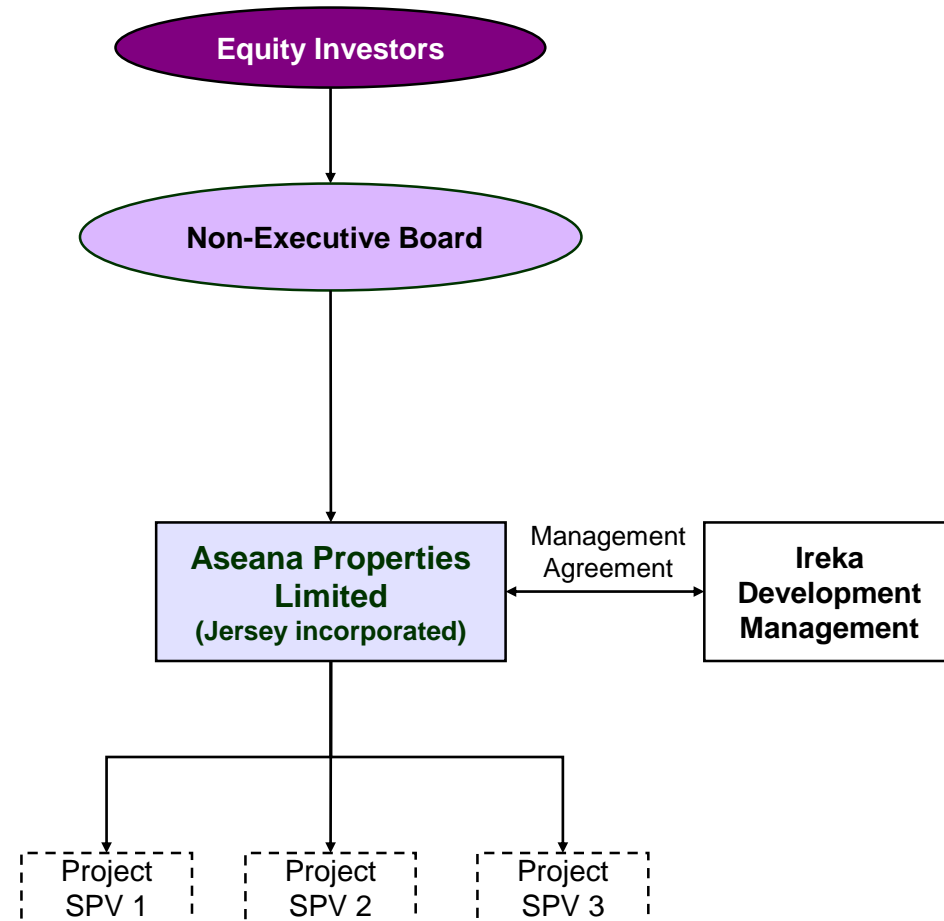 Equity Investors
Non-Executive Board
Aseana Properties
Limited
(Jersey incorporated)
Management
Agreement
Ireka
Development
Management
Project
SPV 1
Project
SPV 2
Project
SPV 3